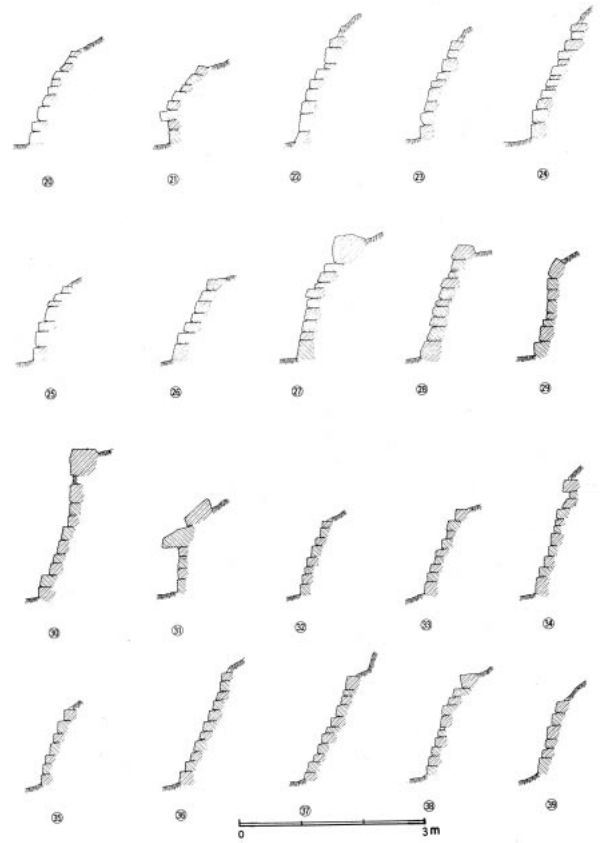 ⑳ ㉑ ㉒ ㉓ ㉔
㉕ ㉖ ㉗ ㉘ ㉙
㉚ ㉛ ㉜ ㉝ ㉞
㉟ ㊱ ㊲ ㊳ ㊴
0 3 m